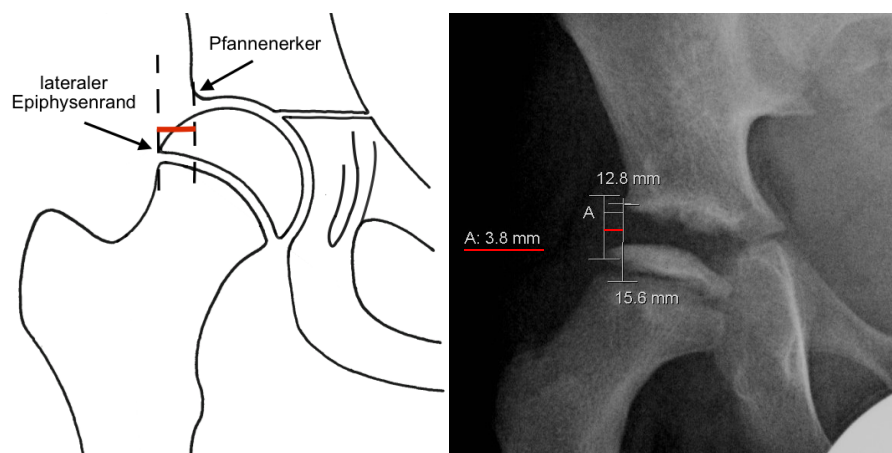 Pfannenerker
lateraler
Epiphysenrand
12.8 mm
A
A: 3.8 mm
15.6 mm